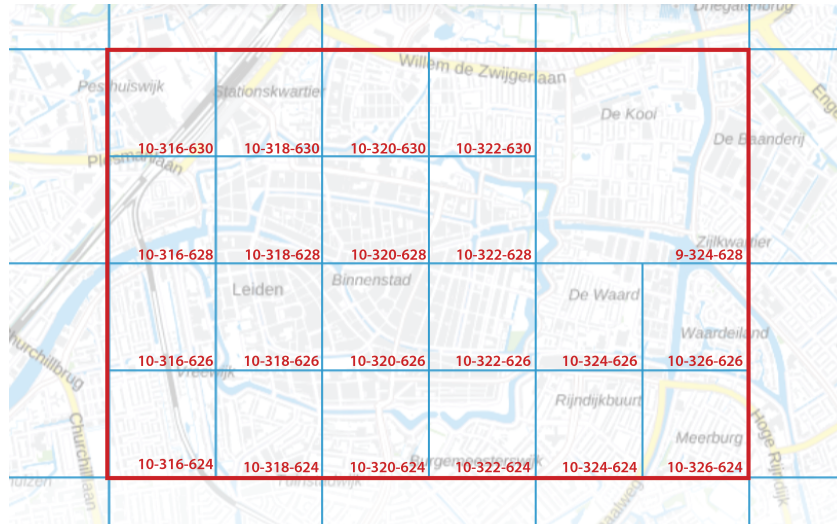 Driegatenbrug
Willem de Zwijgerlaan
Pesthuiswijk
Stationskwartier
De Kooi
De Baanderij
10-316-630 10-318-630 10-320-630 10-322-630
Plesmanlaan
Zijlkwartier
10-316-628 10-318-628 10-320-628 10-322-628 9-324-628
Binnenstad
Leiden
De Waard
Waardeiland
10-316-626 10-318-626 10-320-626 10-322-626 10-324-626 10-326-626
Vreewijk
Churchilllaan
Rijndijkbuurt
Hoge Rijndijk
Meerburg
Burgemeesterswijk
10-316-624 10-318-624 10-320-624 10-322-624 10-324-624 10-326-624
Tuinstadwijk